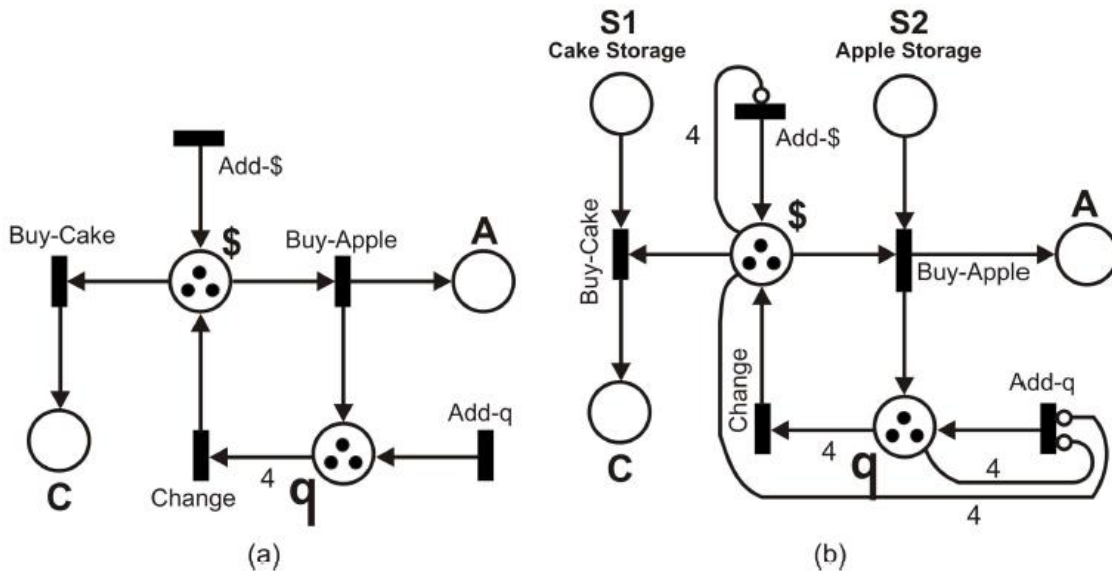 Add-$
Buy-Cake
$
Buy-Apple
A
C
Change
4
q
Add-q
(a)
S1
Cake Storage
S2
Apple Storage
4
Add-$
Buy-Cake
$
A
Buy-Apple
Change
C
4
q
Add-q
4
4
(b)